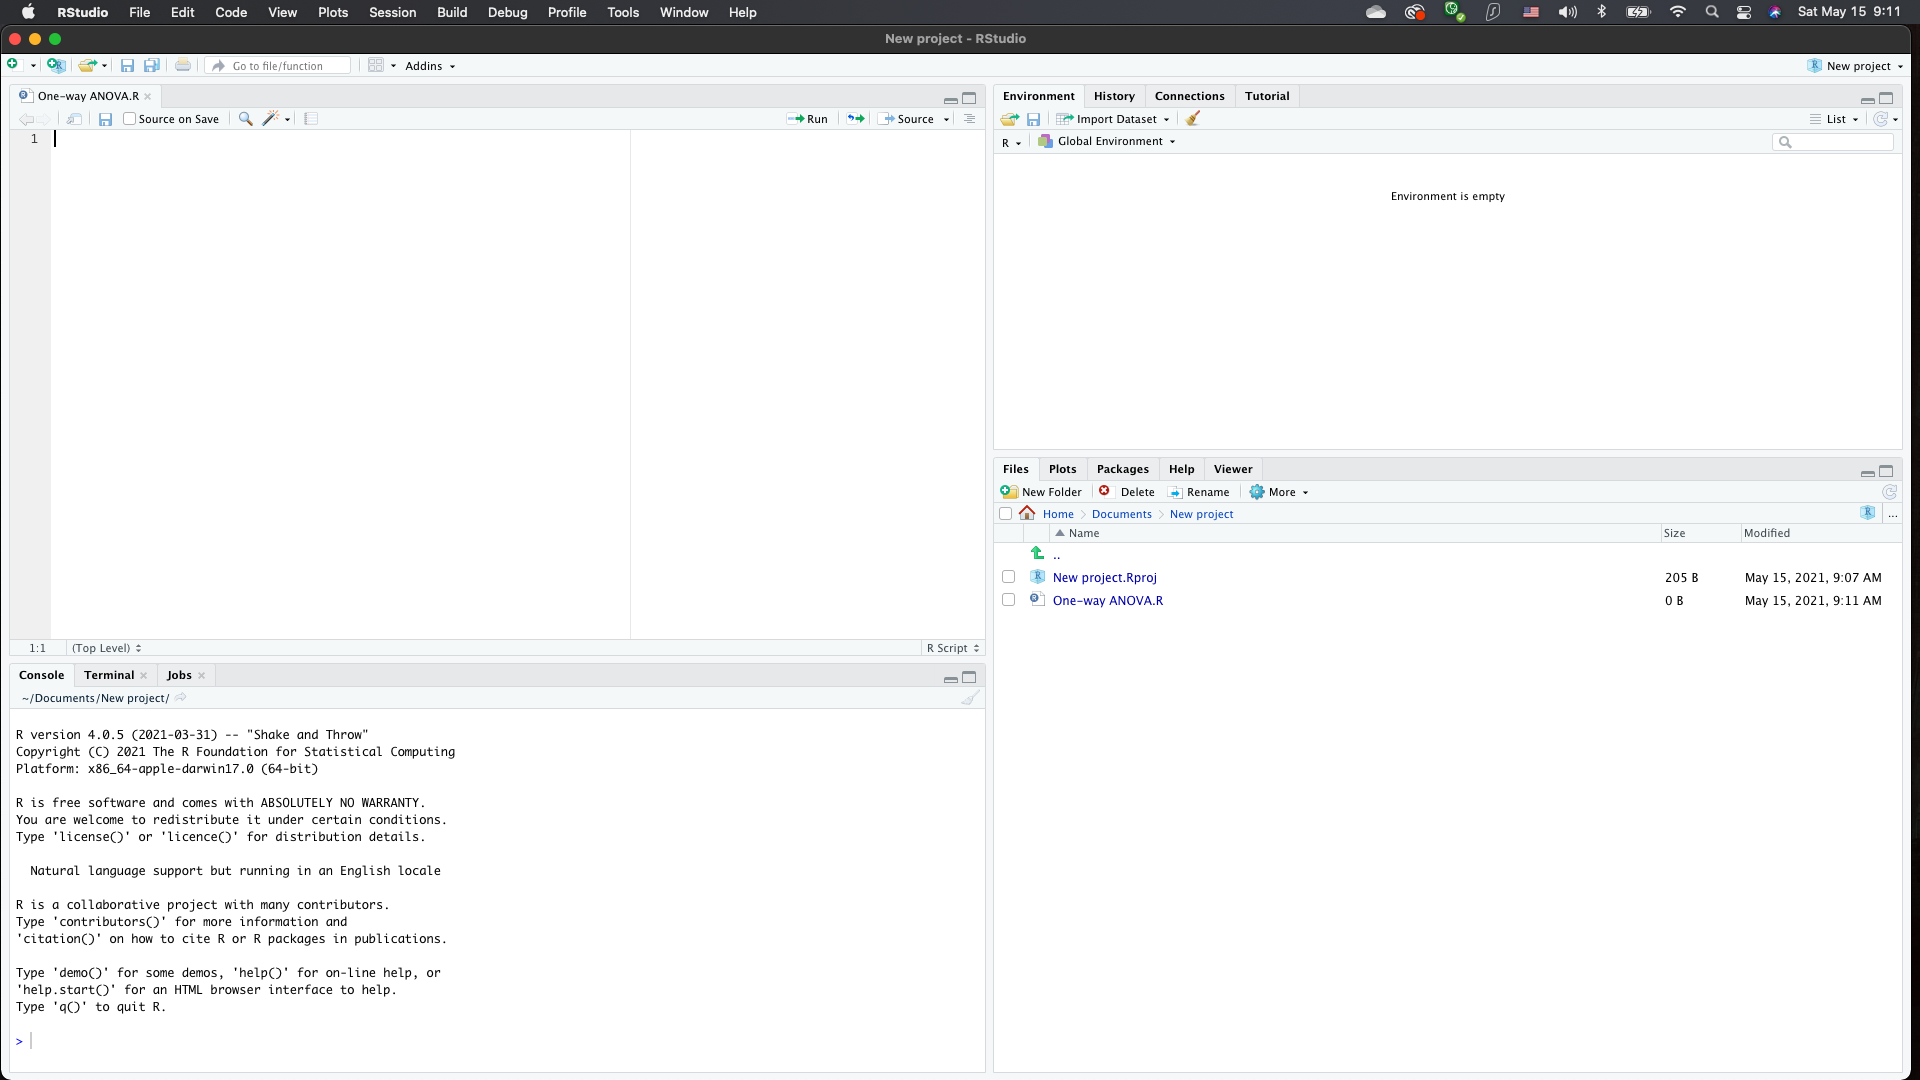 RStudio File Edit Code View Plots Session Build Debug Profile Tools Window Help Sat May 15 9:11
New project - RStudio
Go to file/function Addins New project
One-way ANOVA.R
Source on Save Run Source
1
1:1 (Top Level) R Script
Console Terminal Jobs
~/Documents/New project/
R version 4.0.5 (2021-03-31) -- "Shake and Throw"
Copyright (C) 2021 The R Foundation for Statistical Computing
Platform: x86_64-apple-darwin17.0 (64-bit)
R is free software and comes with ABSOLUTELY NO WARRANTY.
You are welcome to redistribute it under certain conditions.
Type 'license()' or 'licence()' for distribution details.
Natural language support but running in an English locale
R is a collaborative project with many contributors.
Type 'contributors()' for more information and
'citation()' on how to cite R or R packages in publications.
Type 'demo()' for some demos, 'help()' for on-line help, or
'help.start()' for an HTML browser interface to help.
Type 'q()' to quit R.
>
Environment History Connections Tutorial
Import Dataset List
R Global Environment
Environment is empty
Files Plots Packages Help Viewer
New Folder Delete Rename More
Home Documents New project ...
Name Size Modified
..
New project.Rproj 205 B May 15, 2021, 9:07 AM
One-way ANOVA.R 0 B May 15, 2021, 9:11 AM